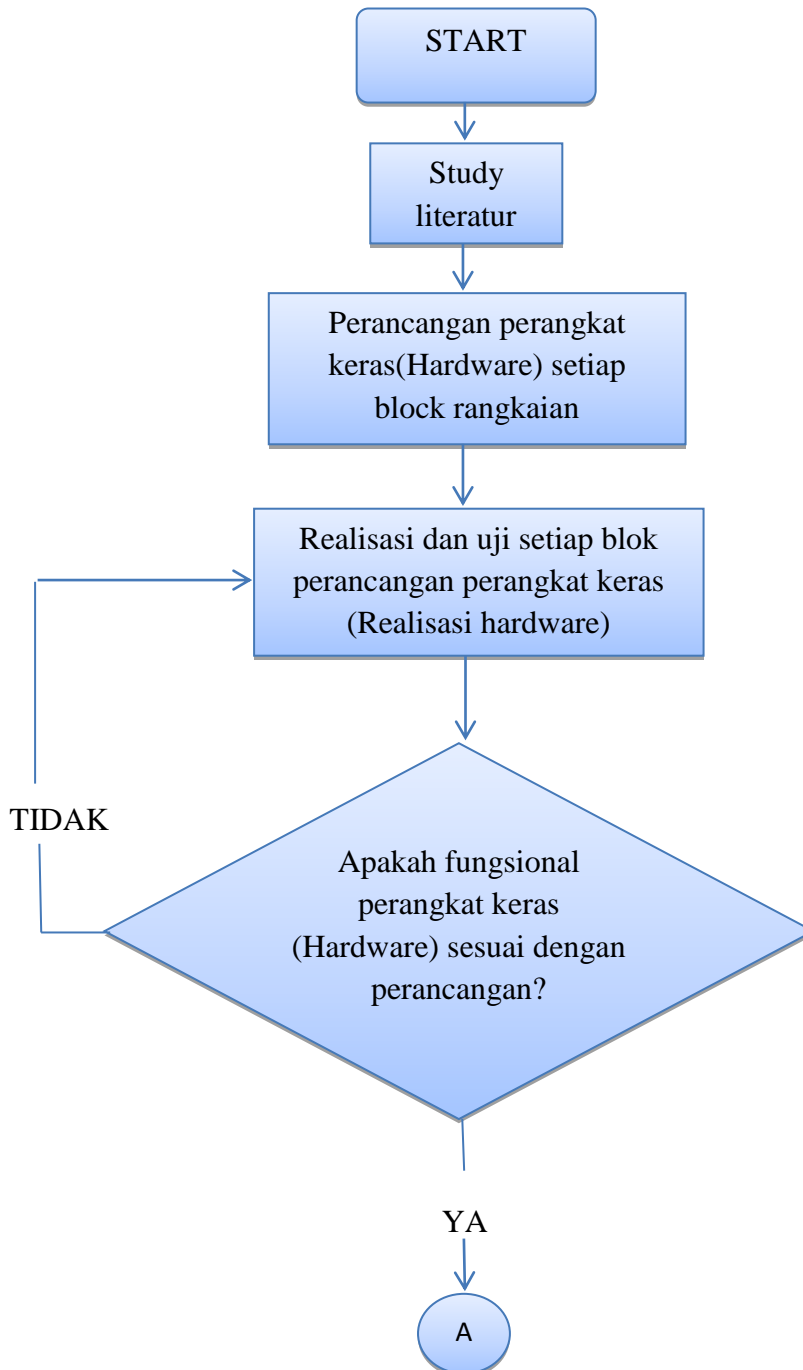 START
Study
literatur
Perancangan perangkat
keras(Hardware) setiap
block rangkaian
Realisasi dan uji setiap blok
perancangan perangkat keras
(Realisasi hardware)
TIDAK
Apakah fungsional
perangkat keras
(Hardware) sesuai dengan
perancangan?
YA
A